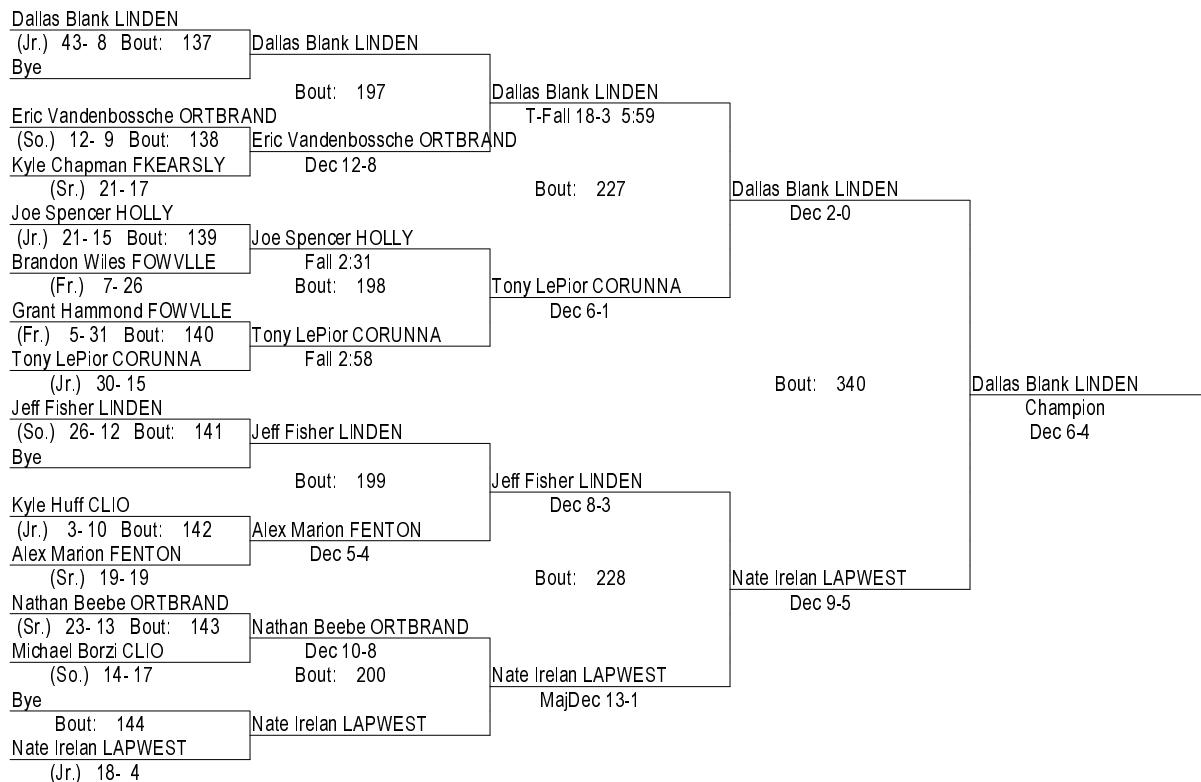 Dallas Blank LINDEN
(Jr.) 43- 8 Bout: 137
Bye
Dallas Blank LINDEN
Bout: 197
Eric Vandenbossche ORTBRAND
(So.) 12- 9 Bout: 138
Kyle Chapman FKEARSLY
(Sr.) 21- 17
Eric Vandenbossche ORTBRAND
Dec 12-8
Dallas Blank LINDEN
T-Fall 18-3 5:59
Bout: 227
Joe Spencer HOLLY
(Jr.) 21- 15 Bout: 139
Brandon Wiles FOWVLLE
(Fr.) 7- 26
Joe Spencer HOLLY
Fall 2:31
Bout: 198
Grant Hammond FOWVLLE
(Fr.) 5- 31 Bout: 140
Tony LePior CORUNNA
(Jr.) 30- 15
Tony LePior CORUNNA
Fall 2:58
Tony LePior CORUNNA
Dec 6-1
Dallas Blank LINDEN
Dec 2-0
Bout: 340
Dallas Blank LINDEN
Champion
Dec 6-4
Jeff Fisher LINDEN
(So.) 26- 12 Bout: 141
Bye
Jeff Fisher LINDEN
Bout: 199
Kyle Huff CLIO
(Jr.) 3- 10 Bout: 142
Alex Marion FENTON
(Sr.) 19- 19
Alex Marion FENTON
Dec 5-4
Jeff Fisher LINDEN
Dec 8-3
Bout: 228
Nathan Beebe ORTBRAND
(Sr.) 23- 13 Bout: 143
Michael Borzi CLIO
(So.) 14- 17
Nathan Beebe ORTBRAND
Dec 10-8
Bout: 200
Bye
Bout: 144
Nate Irelan LAPWEST
(Jr.) 18- 4
Nate Irelan LAPWEST
Nate Irelan LAPWEST
MajDec 13-1
Nate Irelan LAPWEST
Dec 9-5